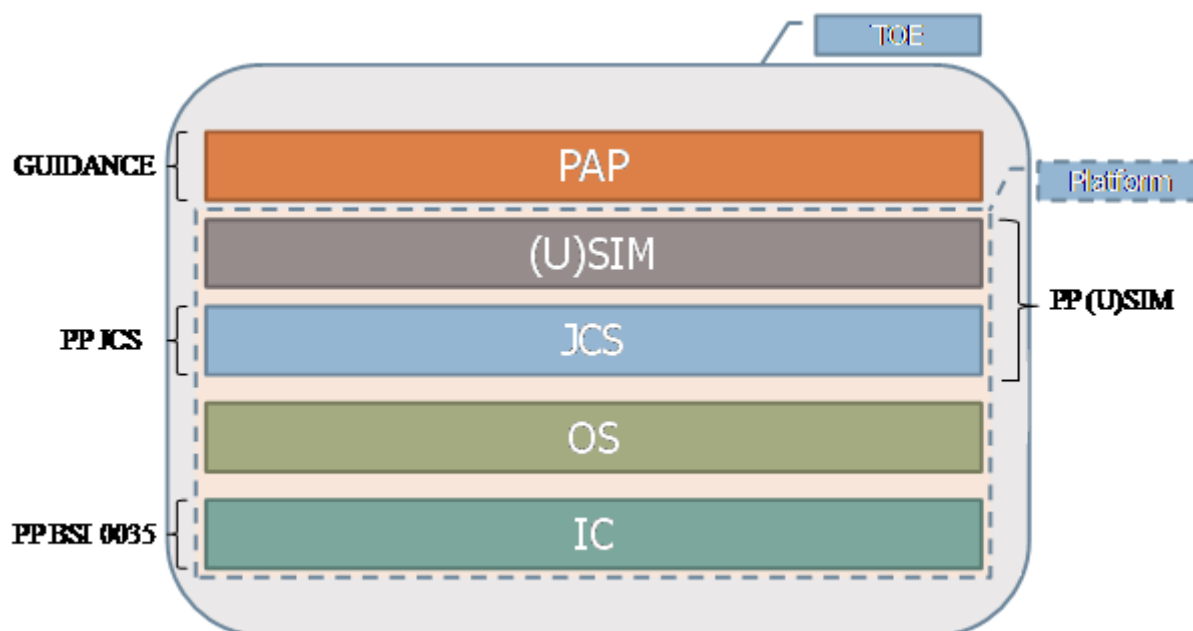 TOE
GUIDANCE
PAP
Platform
(U)SIM
PP (U)SIM
PP JCS
JCS
OS
PP BSI 0035
IC